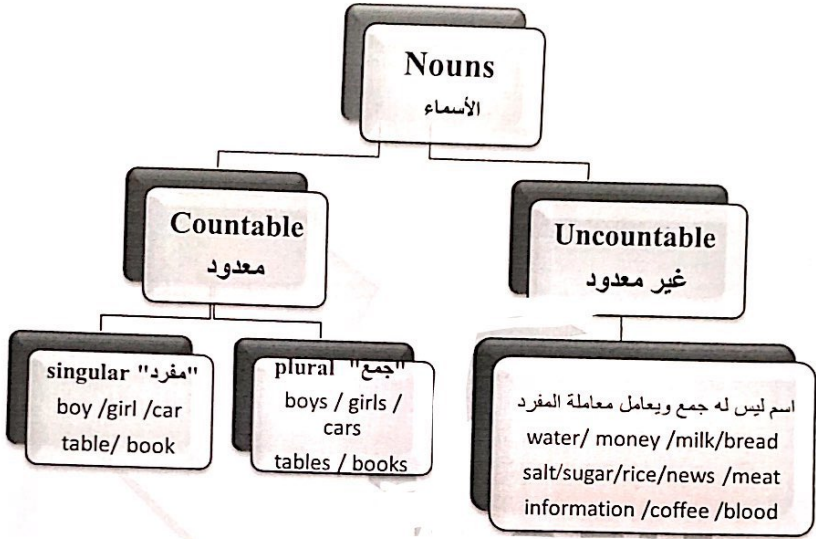 Nouns
الأسماء
Countable
معدود
Uncountable
غير معدود
singular "مفرد"
boy /girl /car
table/ book
plural "جمع"
boys / girls /
cars
tables / books
اسم ليس له جمع ويعامل معاملة المفرد
water/ money /milk/bread
salt/sugar/rice/news /meat
information /coffee /blood